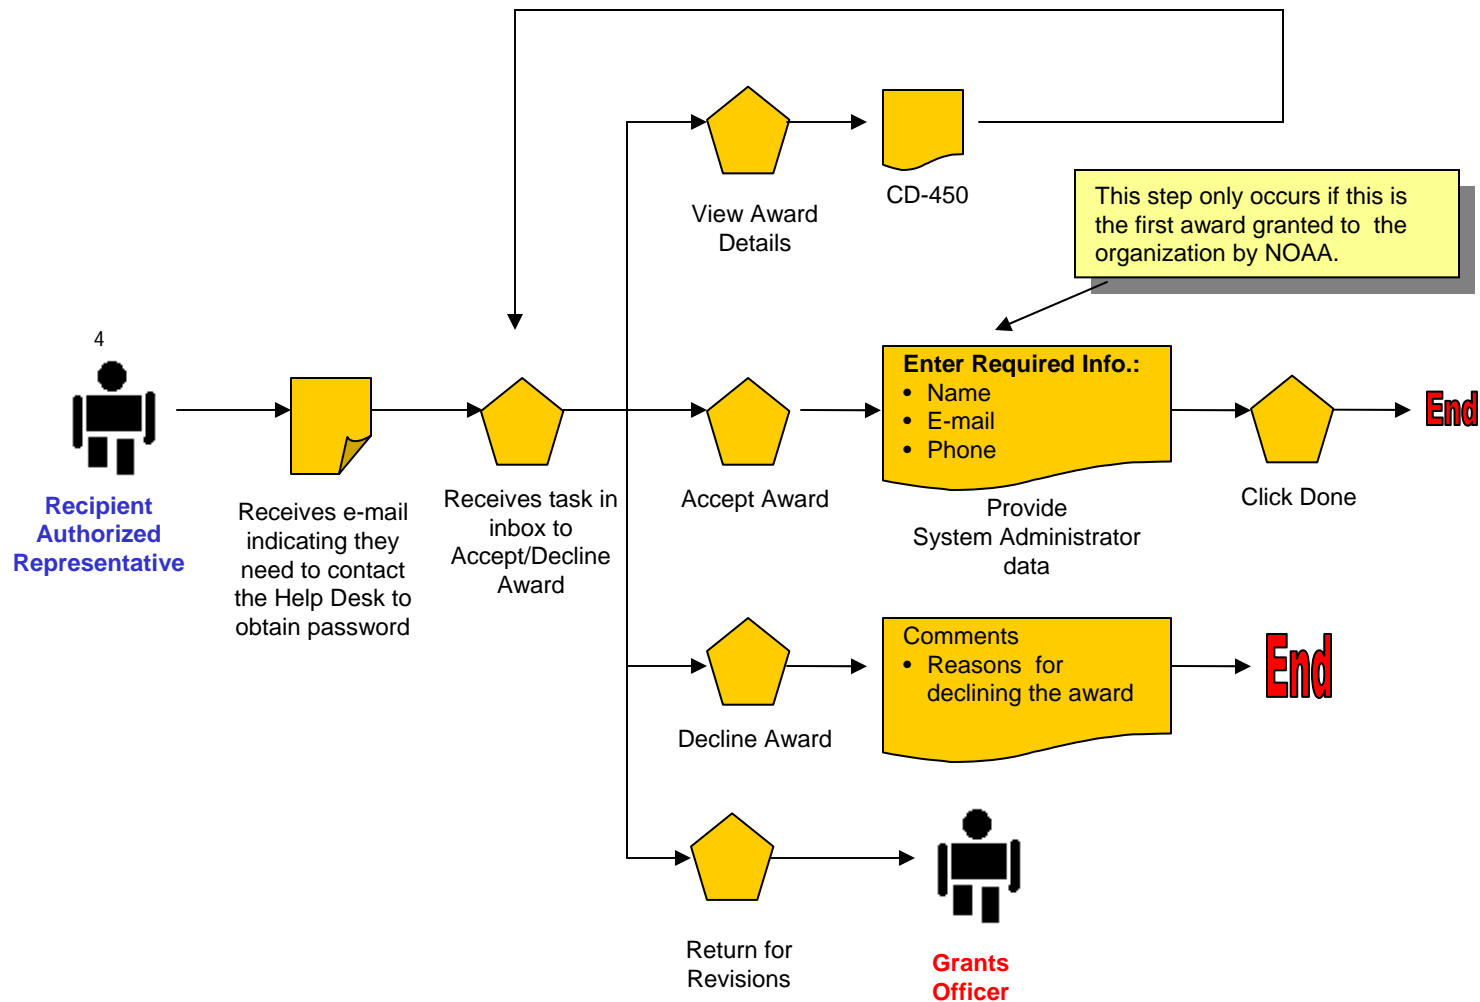 View Award
Details
CD-450
This step only occurs if this is
the first award granted to the
organization by NOAA.
4
Recipient
Authorized
Representative
Receives e-mail
indicating they
need to contact
the Help Desk to
obtain password
Receives task in
inbox to
Accept/Decline
Award
Accept Award
Enter Required Info.:
• Name
• E-mail
• Phone
Provide
System Administrator
data
Click Done
End
Decline Award
Comments
• Reasons for
declining the award
End
Return for
Revisions
Grants
Officer